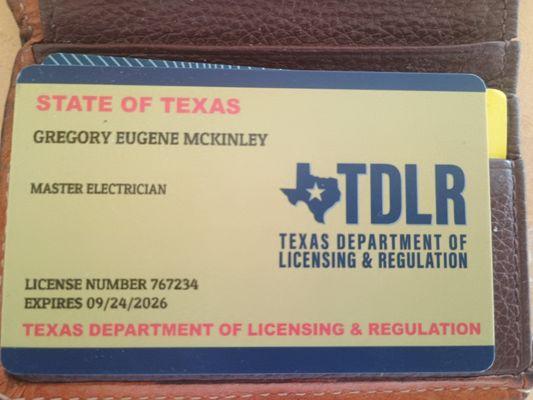 STATE OF TEXAS
GREGORY EUGENE MCKINLEY
MASTER ELECTRICIAN
TDLR
TEXAS DEPARTMENT OF
LICENSING & REGULATION
LICENSE NUMBER 767234
EXPIRES 09/24/2026
TEXAS DEPARTMENT OF LICENSING & REGULATION